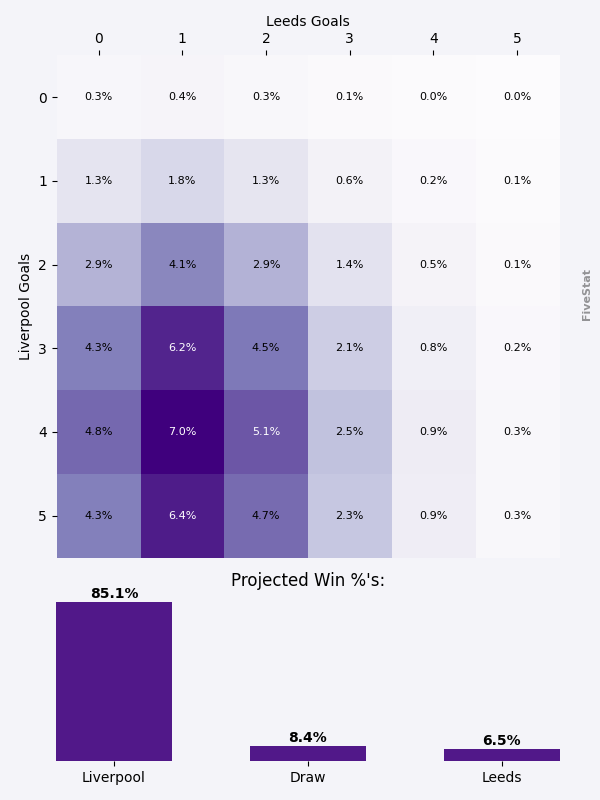 Leeds Goals
0 1 2 3 4 5
0 0.3% 0.4% 0.3% 0.1% 0.0% 0.0%
1 1.3% 1.8% 1.3% 0.6% 0.2% 0.1%
2 2.9% 4.1% 2.9% 1.4% 0.5% 0.1%
3 4.3% 6.2% 4.5% 2.1% 0.8% 0.2%
4 4.8% 7.0% 5.1% 2.5% 0.9% 0.3%
5 4.3% 6.4% 4.7% 2.3% 0.9% 0.3%
Liverpool Goals
FiveStat
Projected Win %'s:
85.1% 8.4% 6.5%
Liverpool Draw Leeds